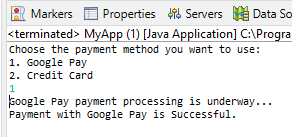 Markers Properties Servers Data So
<terminated> MyApp (1) [Java Application] C:\Progra
Choose the payment method you want to use:
1. Google Pay
2. Credit Card
1
Google Pay payment processing is underway...
Payment with Google Pay is Successful.